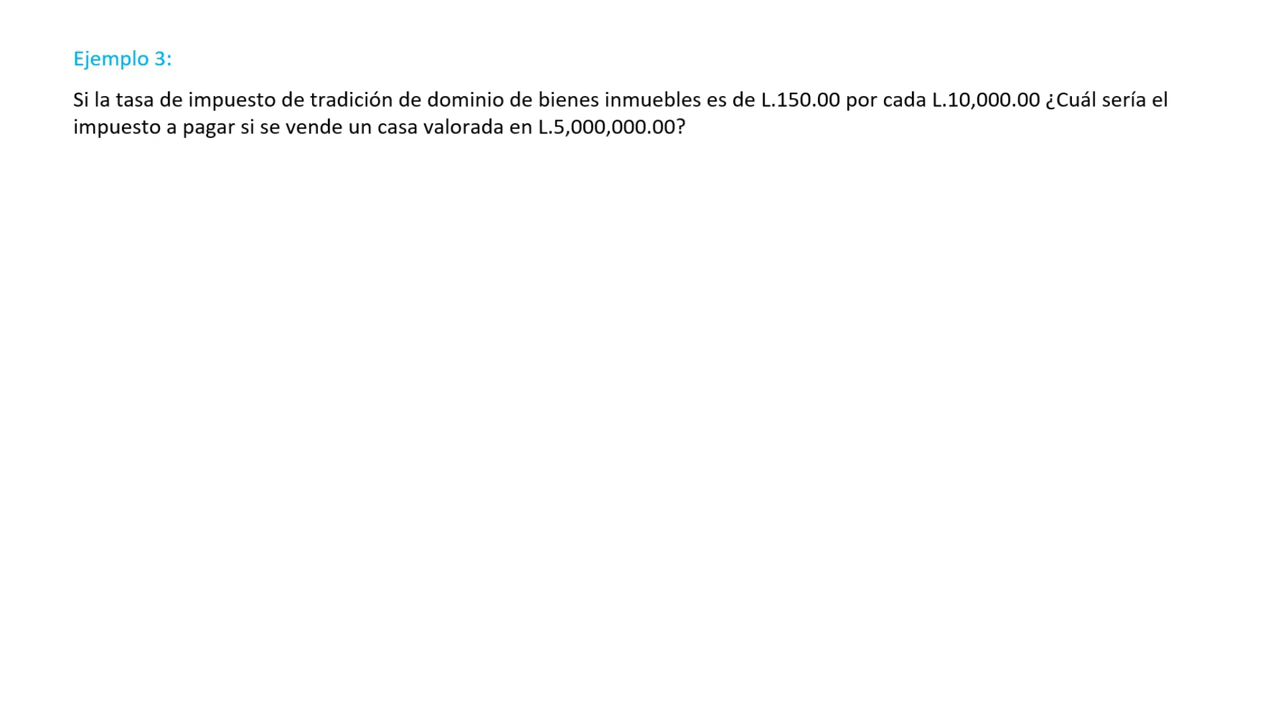 Ejemplo 3:
Si la tasa de impuesto de tradición de dominio de bienes inmuebles es de L.150.00 por cada L.10,000.00 ¿Cuál sería el
impuesto a pagar si se vende un casa valorada en L.5,000,000.00?